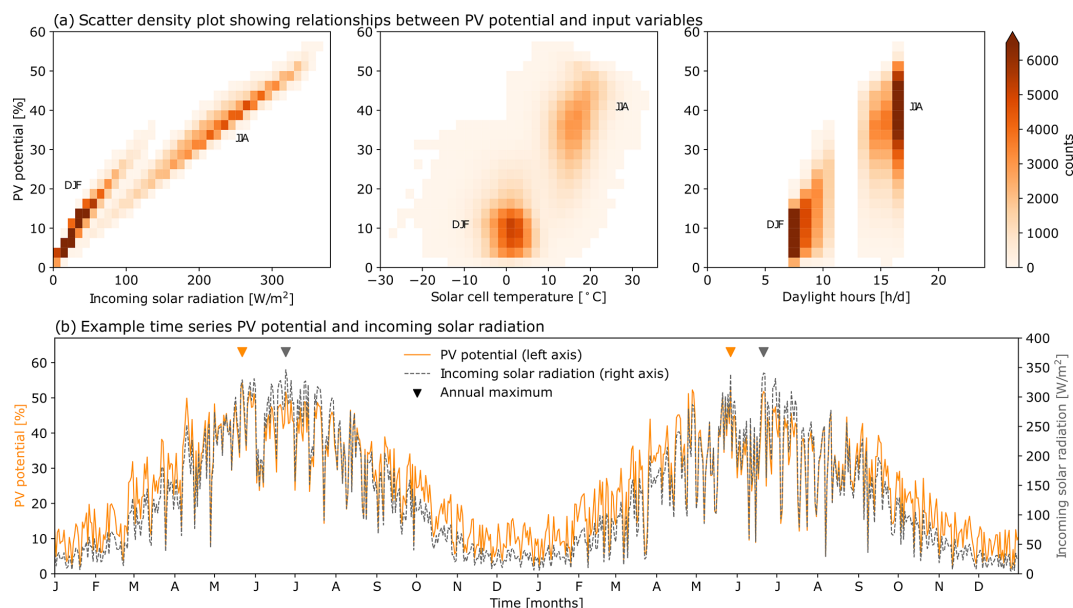 (a) Scatter density plot showing relationships between PV potential and input variables
PV potential [%]
60
50
40
30
20
10
0
DJF
JJA
0 100 200 300
Incoming solar radiation [W/m²]
60
50
40
30
20
10
0
DJF
JJA
−30 −20 −10 0 10 20 30
Solar cell temperature [°C]
60
50
40
30
20
10
0
DJF
JJA
0 5 10 15 20
Daylight hours [h/d]
6000
5000
4000
3000
2000
1000
0
counts
(b) Example time series PV potential and incoming solar radiation
PV potential [%]
60
50
40
30
20
10
0
PV potential (left axis)
Incoming solar radiation (right axis)
Annual maximum
400
350
300
250
200
150
100
50
0
Incoming solar radiation [W/m²]
J F M A M J J A S O N D J F M A M J J A S O N D
Time [months]